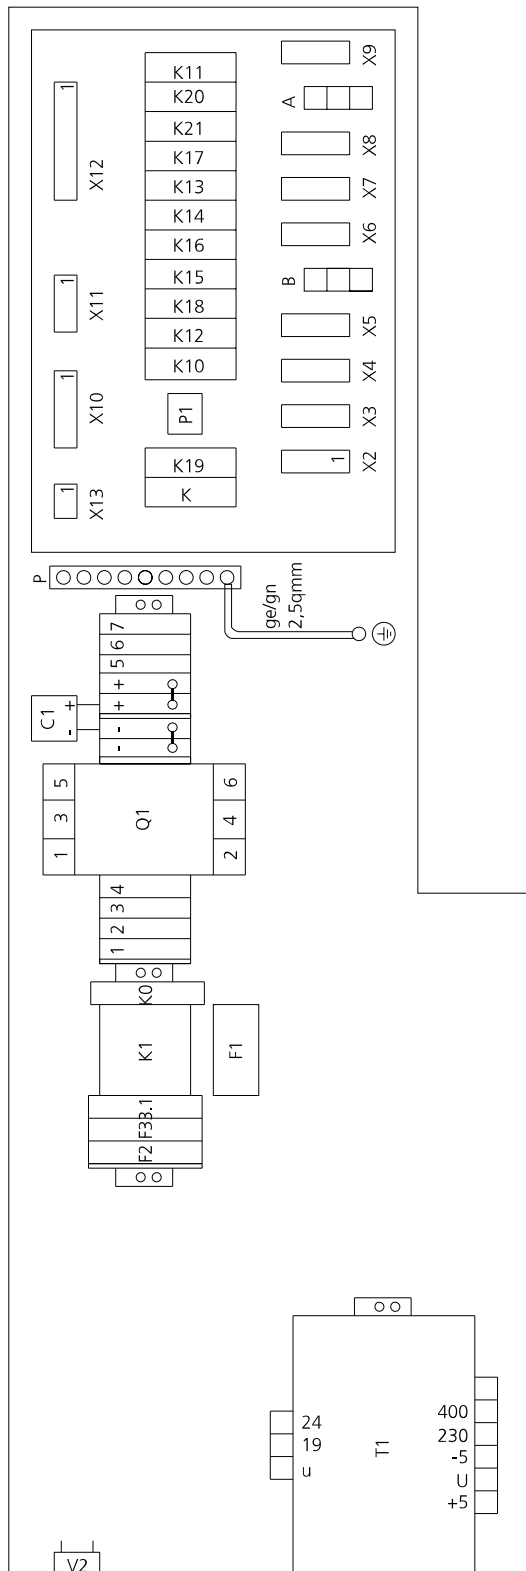 X9
K11
1
A
K20
K21
X8
K17
X12
K13
X7
K14
X6
K16
1
K15
B
X11
K18
X5
K12
1
K10
X4
X10
P1
X3
K19
1
X2
1
X13
K
P
ge/gn
2,5qmm
7
6
5
+
+
C1
+
-
-
-
5
6
3
Q1
4
1
2
4
3
2
1
K0
K1
F1
F3
3.1
F2
24
400
19
230
T1
-5
u
U
+5
V2